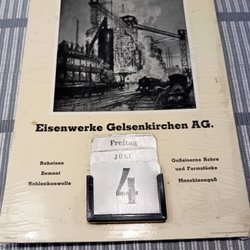 Eisenwerke Gelsenkirchen AG.
Freitag
JULI
4
Roheisen
Zement
Schlackenwolle
Gußeiserne Rohre
und Formstücke
Maschinenguß